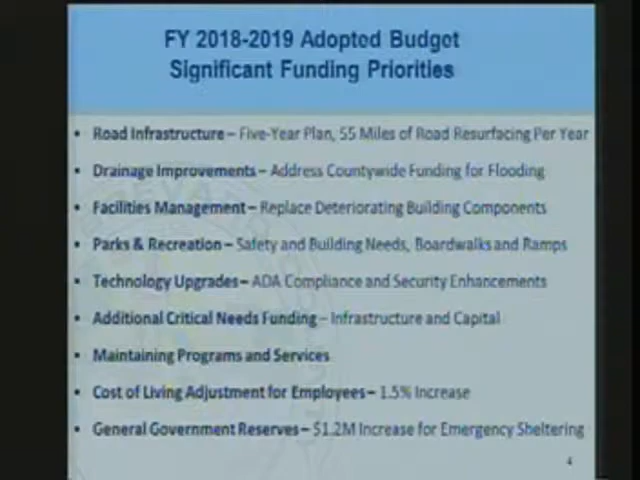 FY 2018-2019 Adopted Budget
Significant Funding Priorities
• Road Infrastructure – Five-Year Plan, 55 Miles of Road Resurfacing Per Year
• Drainage Improvements – Address Countywide Funding for Flooding
• Facilities Management – Replace Deteriorating Building Components
• Parks & Recreation – Safety and Building Needs, Boardwalks and Ramps
• Technology Upgrades – ADA Compliance and Security Enhancements
• Additional Critical Needs Funding – Infrastructure and Capital
• Maintaining Programs and Services
• Cost of Living Adjustment for Employees – 1.5% Increase
• General Government Reserves – $1.2M Increase for Emergency Sheltering
4